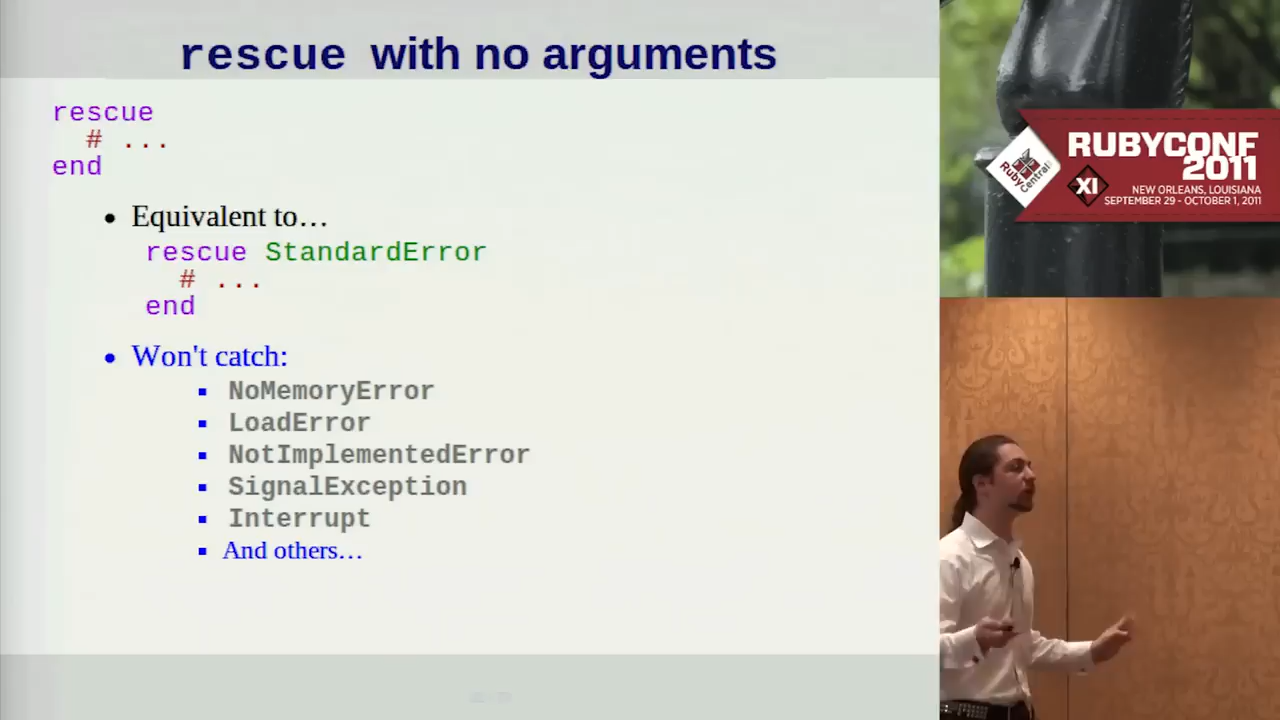 rescue with no arguments
rescue
# ...
end
• Equivalent to…
rescue StandardError
# ...
end
• Won't catch:
▪ NoMemoryError
▪ LoadError
▪ NotImplementedError
▪ SignalException
▪ Interrupt
▪ And others…
RUBYCONF
2011
RubyCentral
XI
NEW ORLEANS, LOUISIANA
SEPTEMBER 29 - OCTOBER 1, 2011